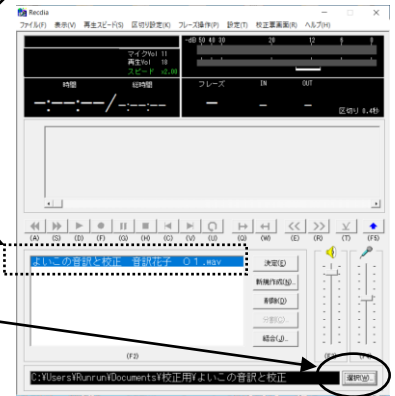 Recdia
ファイル(F) 表示(V) 再生スピード(S) 区切り設定(K) フレーズ操作(P) 設定(T) 校正票画面(R) ヘルプ(H)
マイクVol 11
再生Vol 10
スピード ×2.00
-dB 50 40 30 20 12 6 0
時間 総時間 フレーズ IN OUT
--:--:--/--:--:--
区切り 0.4秒
(A) (S) (D) (F) (G) (H) (C) (V) (U) (Q) (W) (E) (R) (T) (F5)
よいこの音訳と校正 音訳花子 01.wav
決定(E)
新規作成(N)..
削除(D)
結合(J)..
(F2)
C:¥Users¥Runrun¥Documents¥校正用¥よいこの音訳と校正
選択(W)..